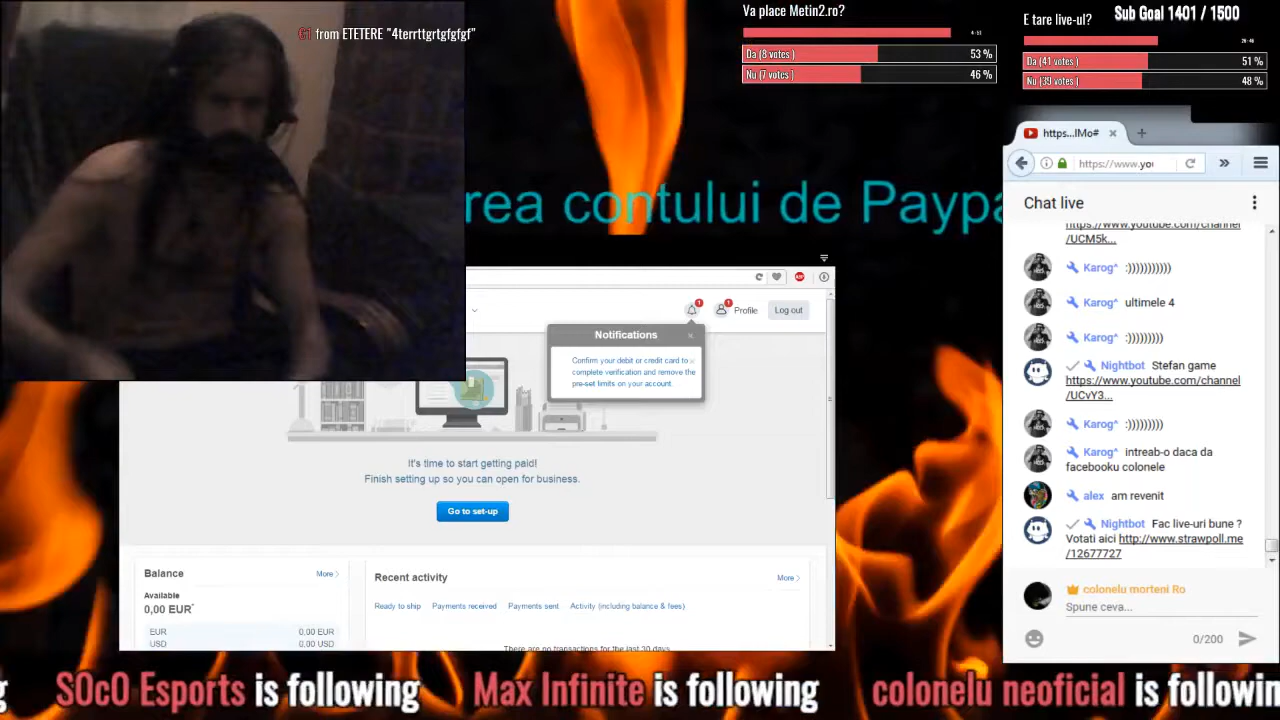 G1 from ETETERE "4terrttgrtgfgfgf"
Va place Metin2.ro?
Da (8 votes )
53 %
Nu (7 votes )
46 %
E tare live-ul?
Sub Goal 1401 / 1500
Da (41 votes )
51 %
Nu (39 votes )
48 %
rea contului de Paypa
https...lMo#
https://www.you
Chat live
https://www.youtube.com/channel
/UCM5k...
Karog^ :)))))))))))
Karog^ ultimele 4
Karog^ :)))))))))
Nightbot Stefan game
https://www.youtube.com/channel
/UCvY3...
Karog^ :)))))))))
Karog^ intreab-o daca da
facebooku colonele
alex am revenit
Nightbot Fac live-uri bune ?
Votati aici http://www.strawpoll.me
/12677727
colonelu morteni Ro
Spune ceva...
0/200
ABP
1
1
Profile
Log out
Notifications
Confirm your debit or credit card to
complete verification and remove the
pre-set limits on your account.
It's time to start getting paid!
Finish setting up so you can open for business.
Go to set-up
Balance
More
Available
0,00 EUR*
EUR 0,00 EUR
USD 0,00 USD
Recent activity
More
Ready to ship Payments received Payments sent Activity (including balance & fees)
There are no transactions for the last 30 days.
SOcO Esports is following Max Infinite is following colonelu neoficial is followin